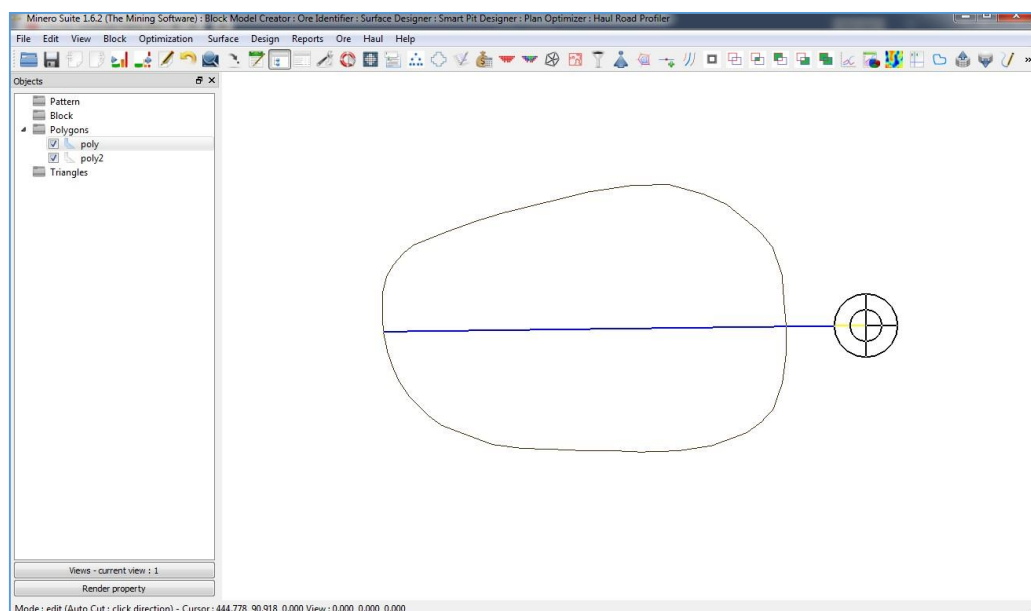 Minero Suite 1.6.2 (The Mining Software) : Block Model Creator : Ore Identifier : Surface Designer : Smart Pit Designer : Plan Optimizer : Haul Road Profiler
File Edit View Block Optimization Surface Design Reports Ore Haul Help
»
Objects
Pattern
Block
Polygons
poly
poly2
Triangles
Views - current view : 1
Render property
Mode : edit (Auto Cut : click direction) - Cursor : 444.778 90.918 0.000 View : 0.000 0.000 0.000